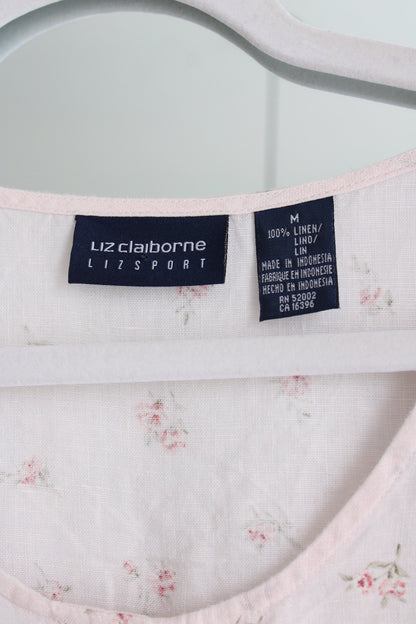 Liz claiborne
LIZSPORT
M
100% LINEN/
LINO/
LIN
MADE IN INDONESIA
FABRIQUE EN INDONESIE
HECHO EN INDONESIA
RN 52002
CA 16396